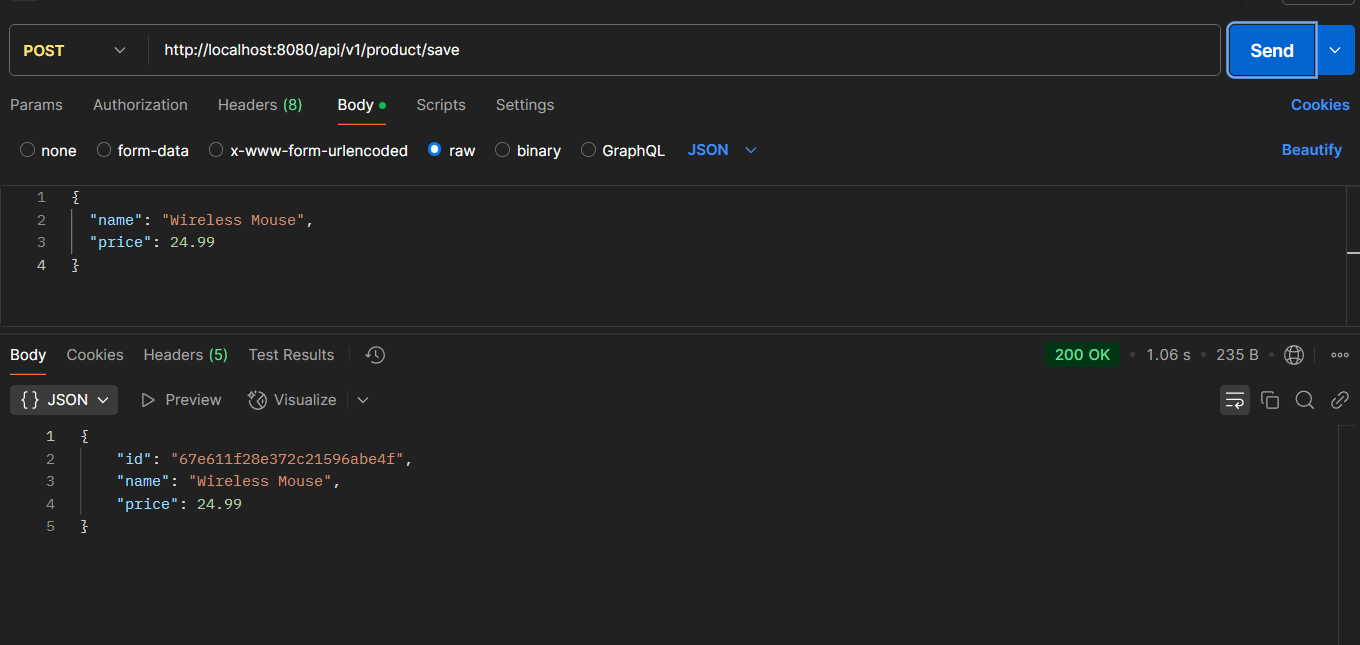 POST http://localhost:8080/api/v1/product/save Send
Params Authorization Headers (8) Body Scripts Settings Cookies
none form-data x-www-form-urlencoded raw binary GraphQL JSON Beautify
1 {
2 "name": "Wireless Mouse",
3 "price": 24.99
4 }
Body Cookies Headers (5) Test Results 200 OK • 1.06 s • 235 B •
{} JSON Preview Visualize
1 {
2 "id": "67e611f28e372c21596abe4f",
3 "name": "Wireless Mouse",
4 "price": 24.99
5 }